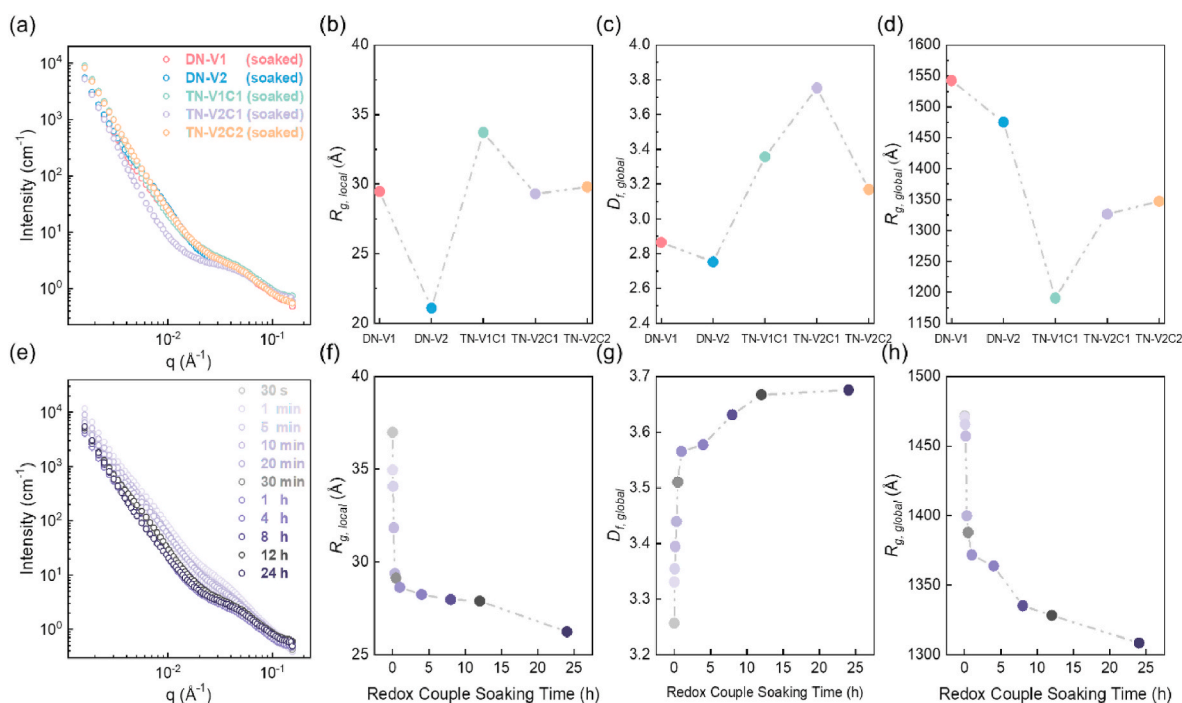 (a)
10⁴
10³
10²
10¹
10⁰
Intensity (cm⁻¹)
DN-V1 (soaked)
DN-V2 (soaked)
TN-V1C1 (soaked)
TN-V2C1 (soaked)
TN-V2C2 (soaked)
10⁻² 10⁻¹
q (Å⁻¹)
(b)
40
35
30
25
20
R_g, local (Å)
DN-V1 DN-V2 TN-V1C1 TN-V2C1 TN-V2C2
(c)
4.0
3.8
3.6
3.4
3.2
3.0
2.8
2.6
2.4
D_f, global
DN-V1 DN-V2 TN-V1C1 TN-V2C1 TN-V2C2
(d)
1600
1550
1500
1450
1400
1350
1300
1250
1200
1150
R_g, global (Å)
DN-V1 DN-V2 TN-V1C1 TN-V2C1 TN-V2C2
(e)
10⁴
10³
10²
10¹
10⁰
Intensity (cm⁻¹)
30 s
1 min
5 min
10 min
20 min
30 min
1 h
4 h
8 h
12 h
24 h
10⁻² 10⁻¹
q (Å⁻¹)
(f)
40
35
30
25
R_g, local (Å)
0 5 10 15 20 25
Redox Couple Soaking Time (h)
(g)
3.7
3.6
3.5
3.4
3.3
3.2
D_f, global
0 5 10 15 20 25
Redox Couple Soaking Time (h)
(h)
1500
1450
1400
1350
1300
R_g, global (Å)
0 5 10 15 20 25
Redox Couple Soaking Time (h)